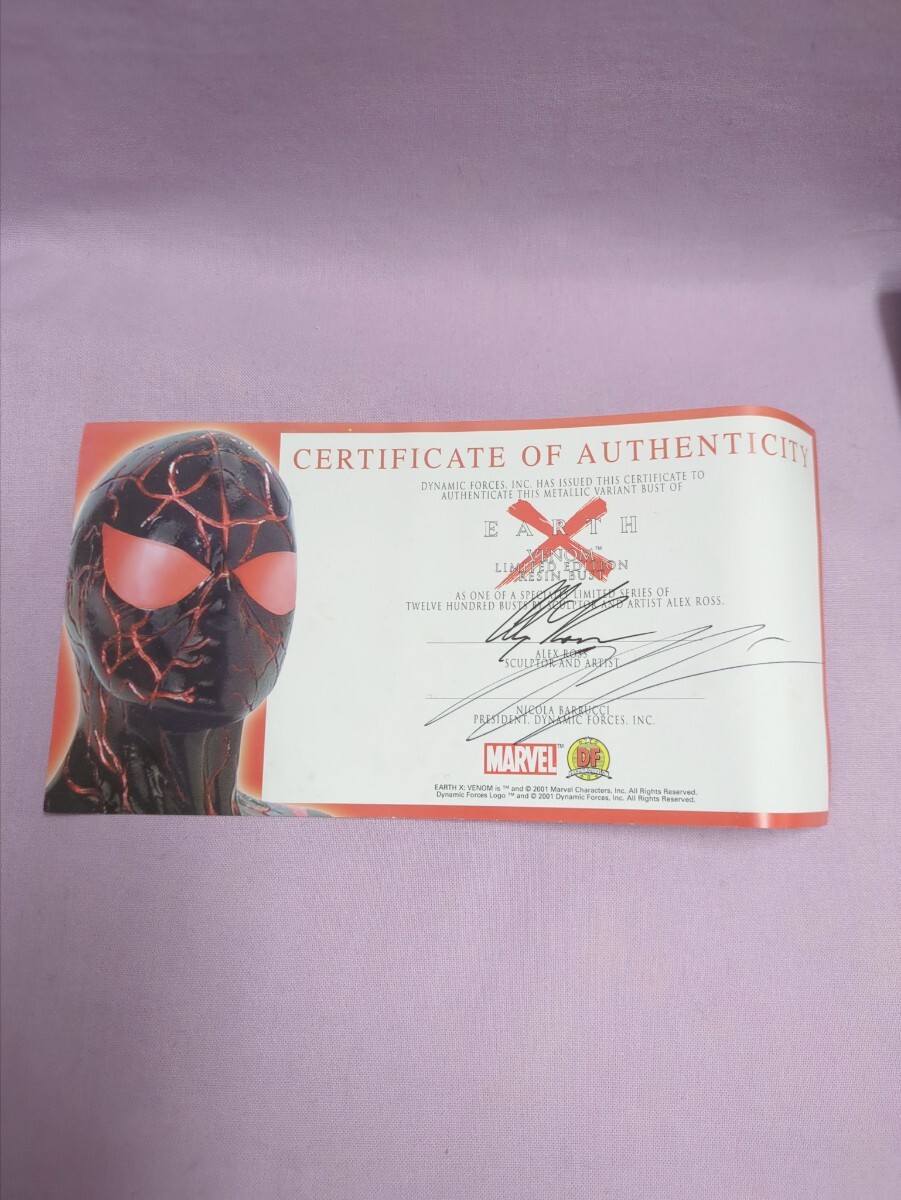 CERTIFICATE OF AUTHENTICITY
DYNAMIC FORCES, INC. HAS ISSUED THIS CERTIFICATE TO
AUTHENTICATE THIS METALLIC VARIANT BUST OF
EARTH
X
VENOM™
LIMITED EDITION
RESIN BUST
AS ONE OF A SPECIALLY LIMITED SERIES OF
TWELVE HUNDRED BUSTS BY SCULPTOR AND ARTIST ALEX ROSS.
ALEX ROSS
SCULPTOR AND ARTIST
NICOLA BARRUCCI
PRESIDENT, DYNAMIC FORCES, INC.
MARVEL™
DF
EARTH X: VENOM is ™ and © 2001 Marvel Characters, Inc. All Rights Reserved.
Dynamic Forces Logo ™ and © 2001 Dynamic Forces, Inc. All Rights Reserved.